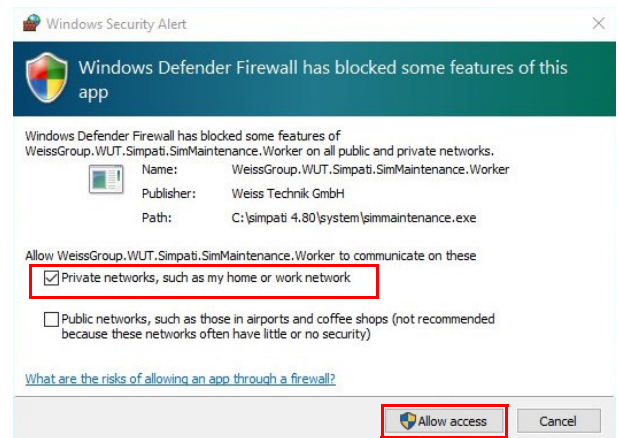 Windows Security Alert
Windows Defender Firewall has blocked some features of this
app
Windows Defender Firewall has blocked some features of
WeissGroup.WUT.Simpati.SimMaintenance.Worker on all public and private networks.
Name: WeissGroup.WUT.Simpati.SimMaintenance.Worker
Publisher: Weiss Technik GmbH
Path: C:\simpati 4.80\system\simmaintenance.exe
Allow WeissGroup.WUT.Simpati.SimMaintenance.Worker to communicate on these
Private networks, such as my home or work network
Public networks, such as those in airports and coffee shops (not recommended
because these networks often have little or no security)
What are the risks of allowing an app through a firewall?
Allow access Cancel